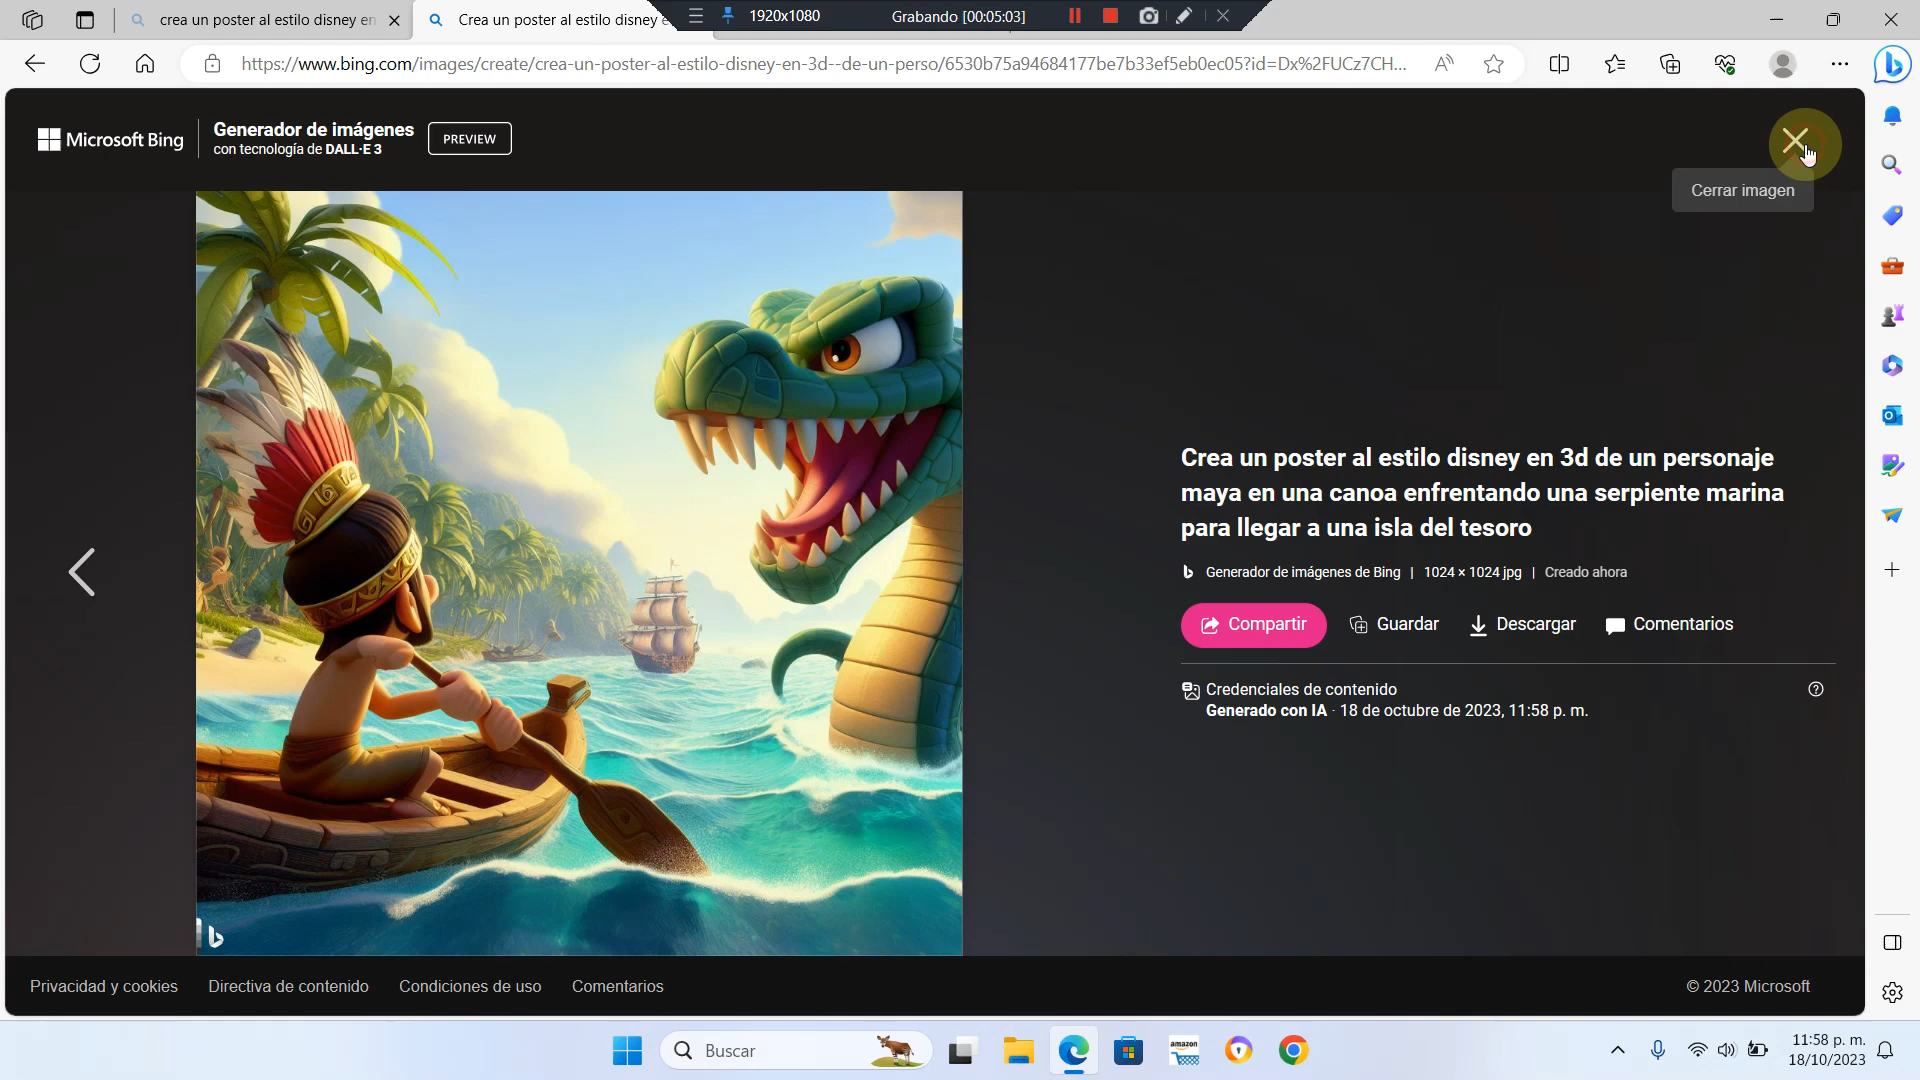 crea un poster al estilo disney en
Crea un poster al estilo disney e
1920x1080
Grabando [00:05:03]
https://www.bing.com/images/create/crea-un-poster-al-estilo-disney-en-3d--de-un-perso/6530b75a94684177be7b33ef5eb0ec05?id=Dx%2FUCz7CH...
Microsoft Bing
Generador de imágenes
con tecnología de DALL·E 3
PREVIEW
Cerrar imagen
Crea un poster al estilo disney en 3d de un personaje
maya en una canoa enfrentando una serpiente marina
para llegar a una isla del tesoro
Generador de imágenes de Bing | 1024 × 1024 jpg | Creado ahora
Compartir
Guardar
Descargar
Comentarios
Credenciales de contenido
Generado con IA · 18 de octubre de 2023, 11:58 p. m.
Privacidad y cookies
Directiva de contenido
Condiciones de uso
Comentarios
© 2023 Microsoft
Buscar
amazon
11:58 p. m.
18/10/2023